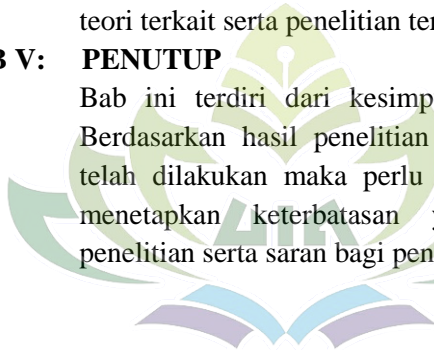 teori terkait serta penelitian ter
B V: PENUTUP
Bab ini terdiri dari kesimp
Berdasarkan hasil penelitian
telah dilakukan maka perlu
menetapkan keterbatasan
penelitian serta saran bagi pen